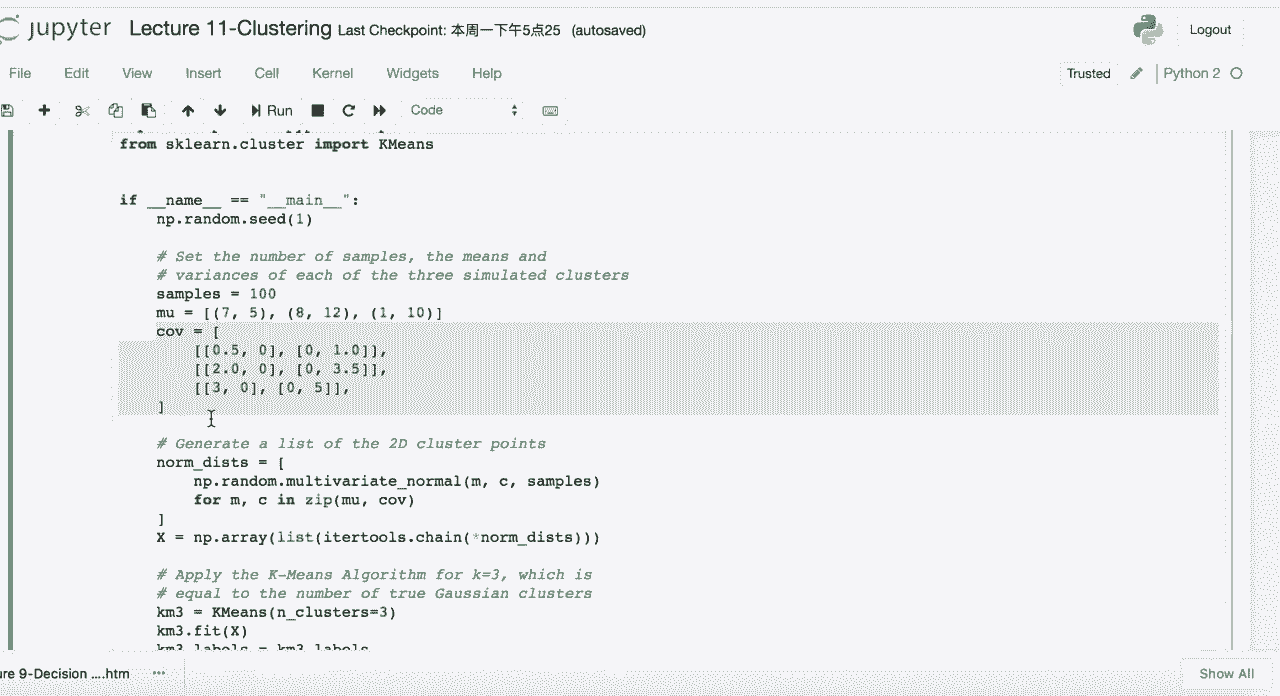 jupyter Lecture 11-Clustering Last Checkpoint: 本周一下午5点25 (autosaved) Logout
File Edit View Insert Cell Kernel Widgets Help Trusted Python 2
Run Code
from sklearn.cluster import KMeans
if __name__ == "__main__":
np.random.seed(1)
# Set the number of samples, the means and
# variances of each of the three simulated clusters
samples = 100
mu = [(7, 5), (8, 12), (1, 10)]
cov = [
[[0.5, 0], [0, 1.0]],
[[2.0, 0], [0, 3.5]],
[[3, 0], [0, 5]],
]
# Generate a list of the 2D cluster points
norm_dists = [
np.random.multivariate_normal(m, c, samples)
for m, c in zip(mu, cov)
]
X = np.array(list(itertools.chain(*norm_dists)))
# Apply the K-Means Algorithm for k=3, which is
# equal to the number of true Gaussian clusters
km3 = KMeans(n_clusters=3)
km3.fit(X)
km3_labels = km3.labels_
ure 9-Decision ....htm Show All